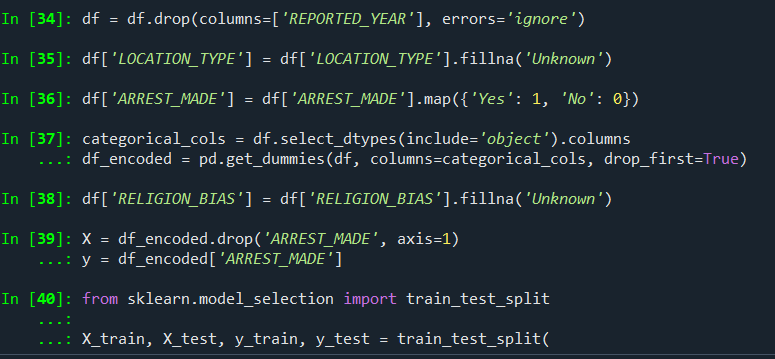 In [34]: df = df.drop(columns=['REPORTED_YEAR'], errors='ignore')
In [35]: df['LOCATION_TYPE'] = df['LOCATION_TYPE'].fillna('Unknown')
In [36]: df['ARREST_MADE'] = df['ARREST_MADE'].map({'Yes': 1, 'No': 0})
In [37]: categorical_cols = df.select_dtypes(include='object').columns
...: df_encoded = pd.get_dummies(df, columns=categorical_cols, drop_first=True)
In [38]: df['RELIGION_BIAS'] = df['RELIGION_BIAS'].fillna('Unknown')
In [39]: X = df_encoded.drop('ARREST_MADE', axis=1)
...: y = df_encoded['ARREST_MADE']
In [40]: from sklearn.model_selection import train_test_split
...:
...: X_train, X_test, y_train, y_test = train_test_split(